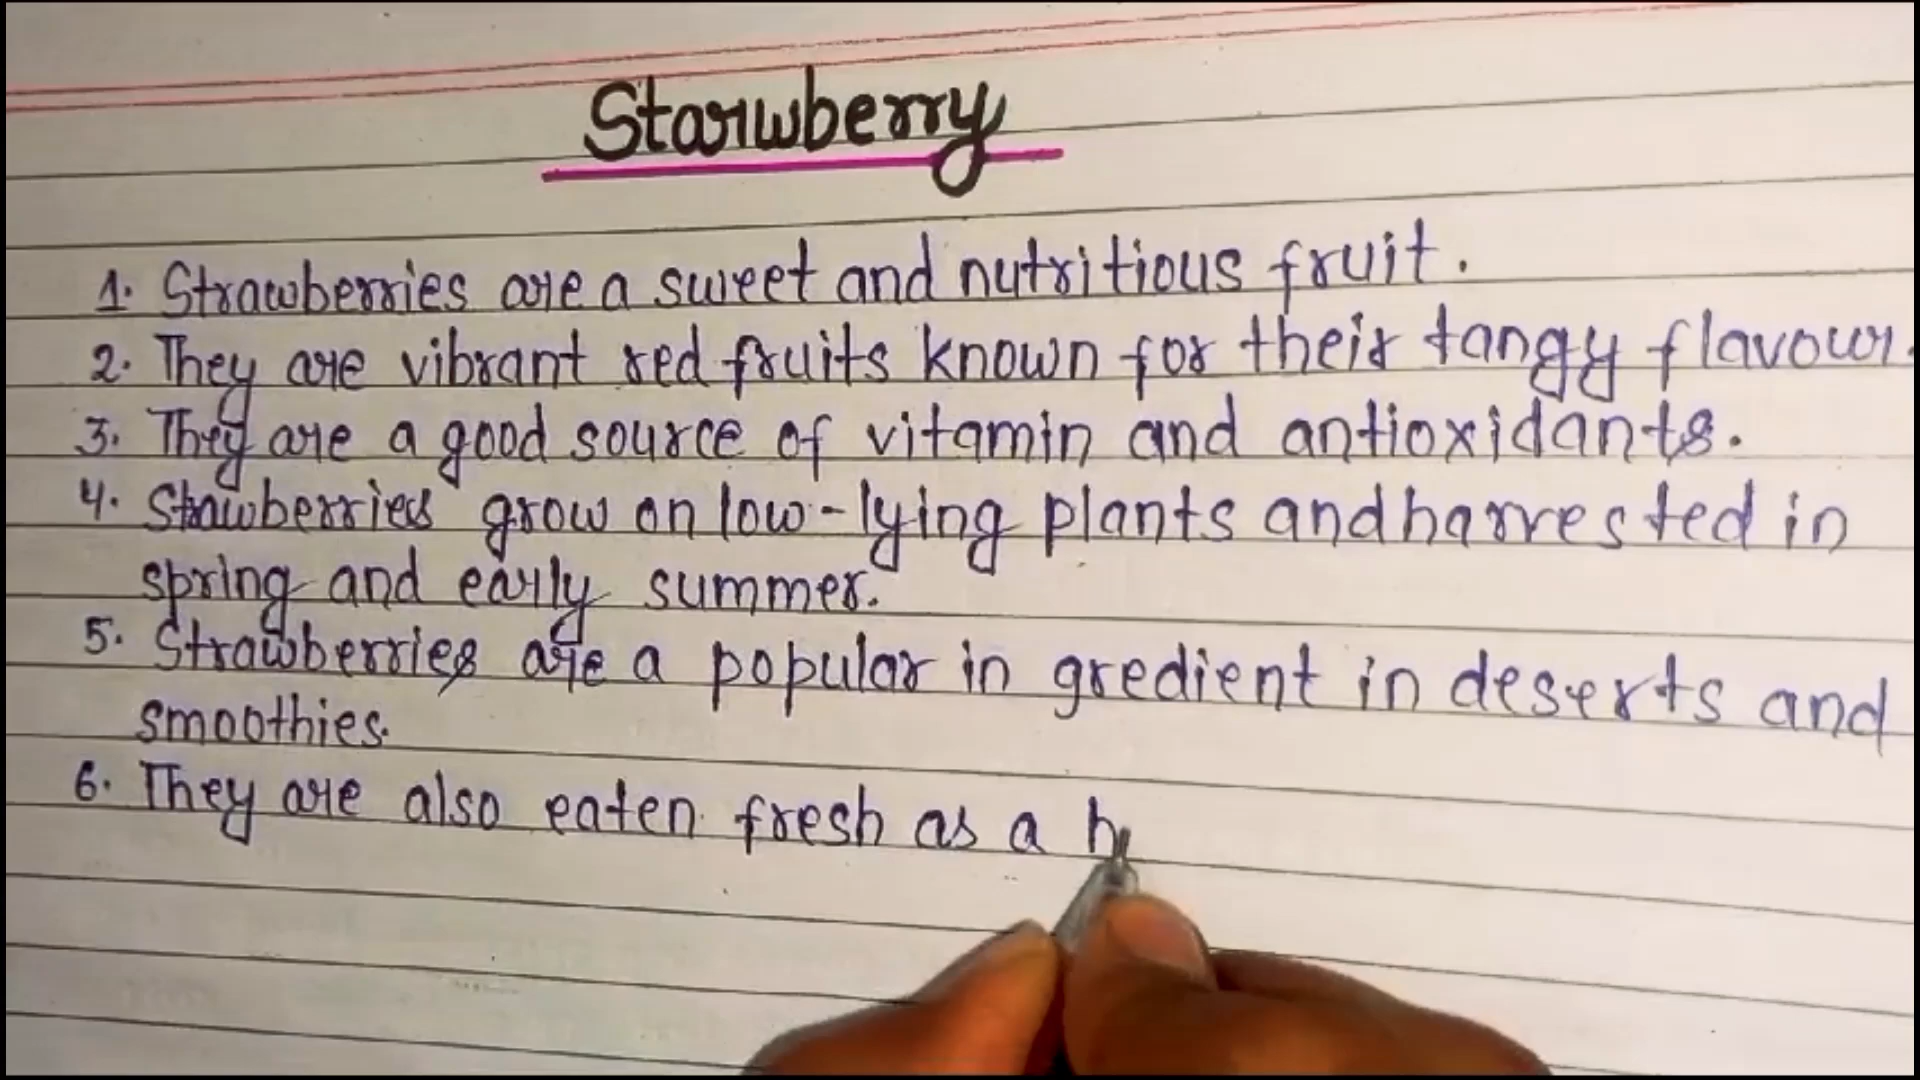 Starwberry
1. Strawberries are a sweet and nutritious fruit.
2. They are vibrant red fruits known for their tangy flavour.
3. They are a good source of vitamin and antioxidants.
4. Strawberries grow on low-lying plants and harvested in
spring and early summer.
5. Strawberries are a popular in gredient in deserts and
smoothies.
6. They are also eaten fresh as a h